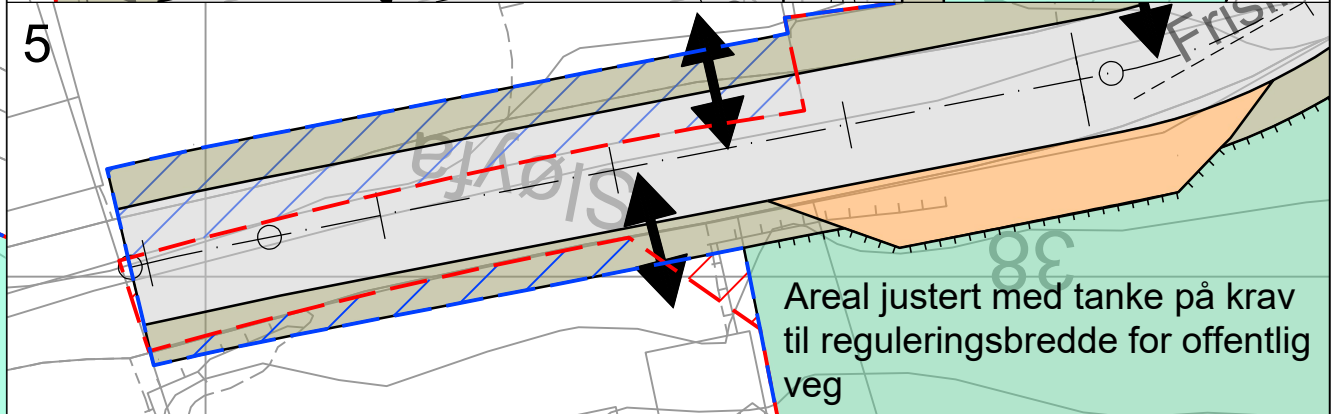 5
Sløyfa
38
Areal justert med tanke på krav
til reguleringsbredde for offentlig
veg